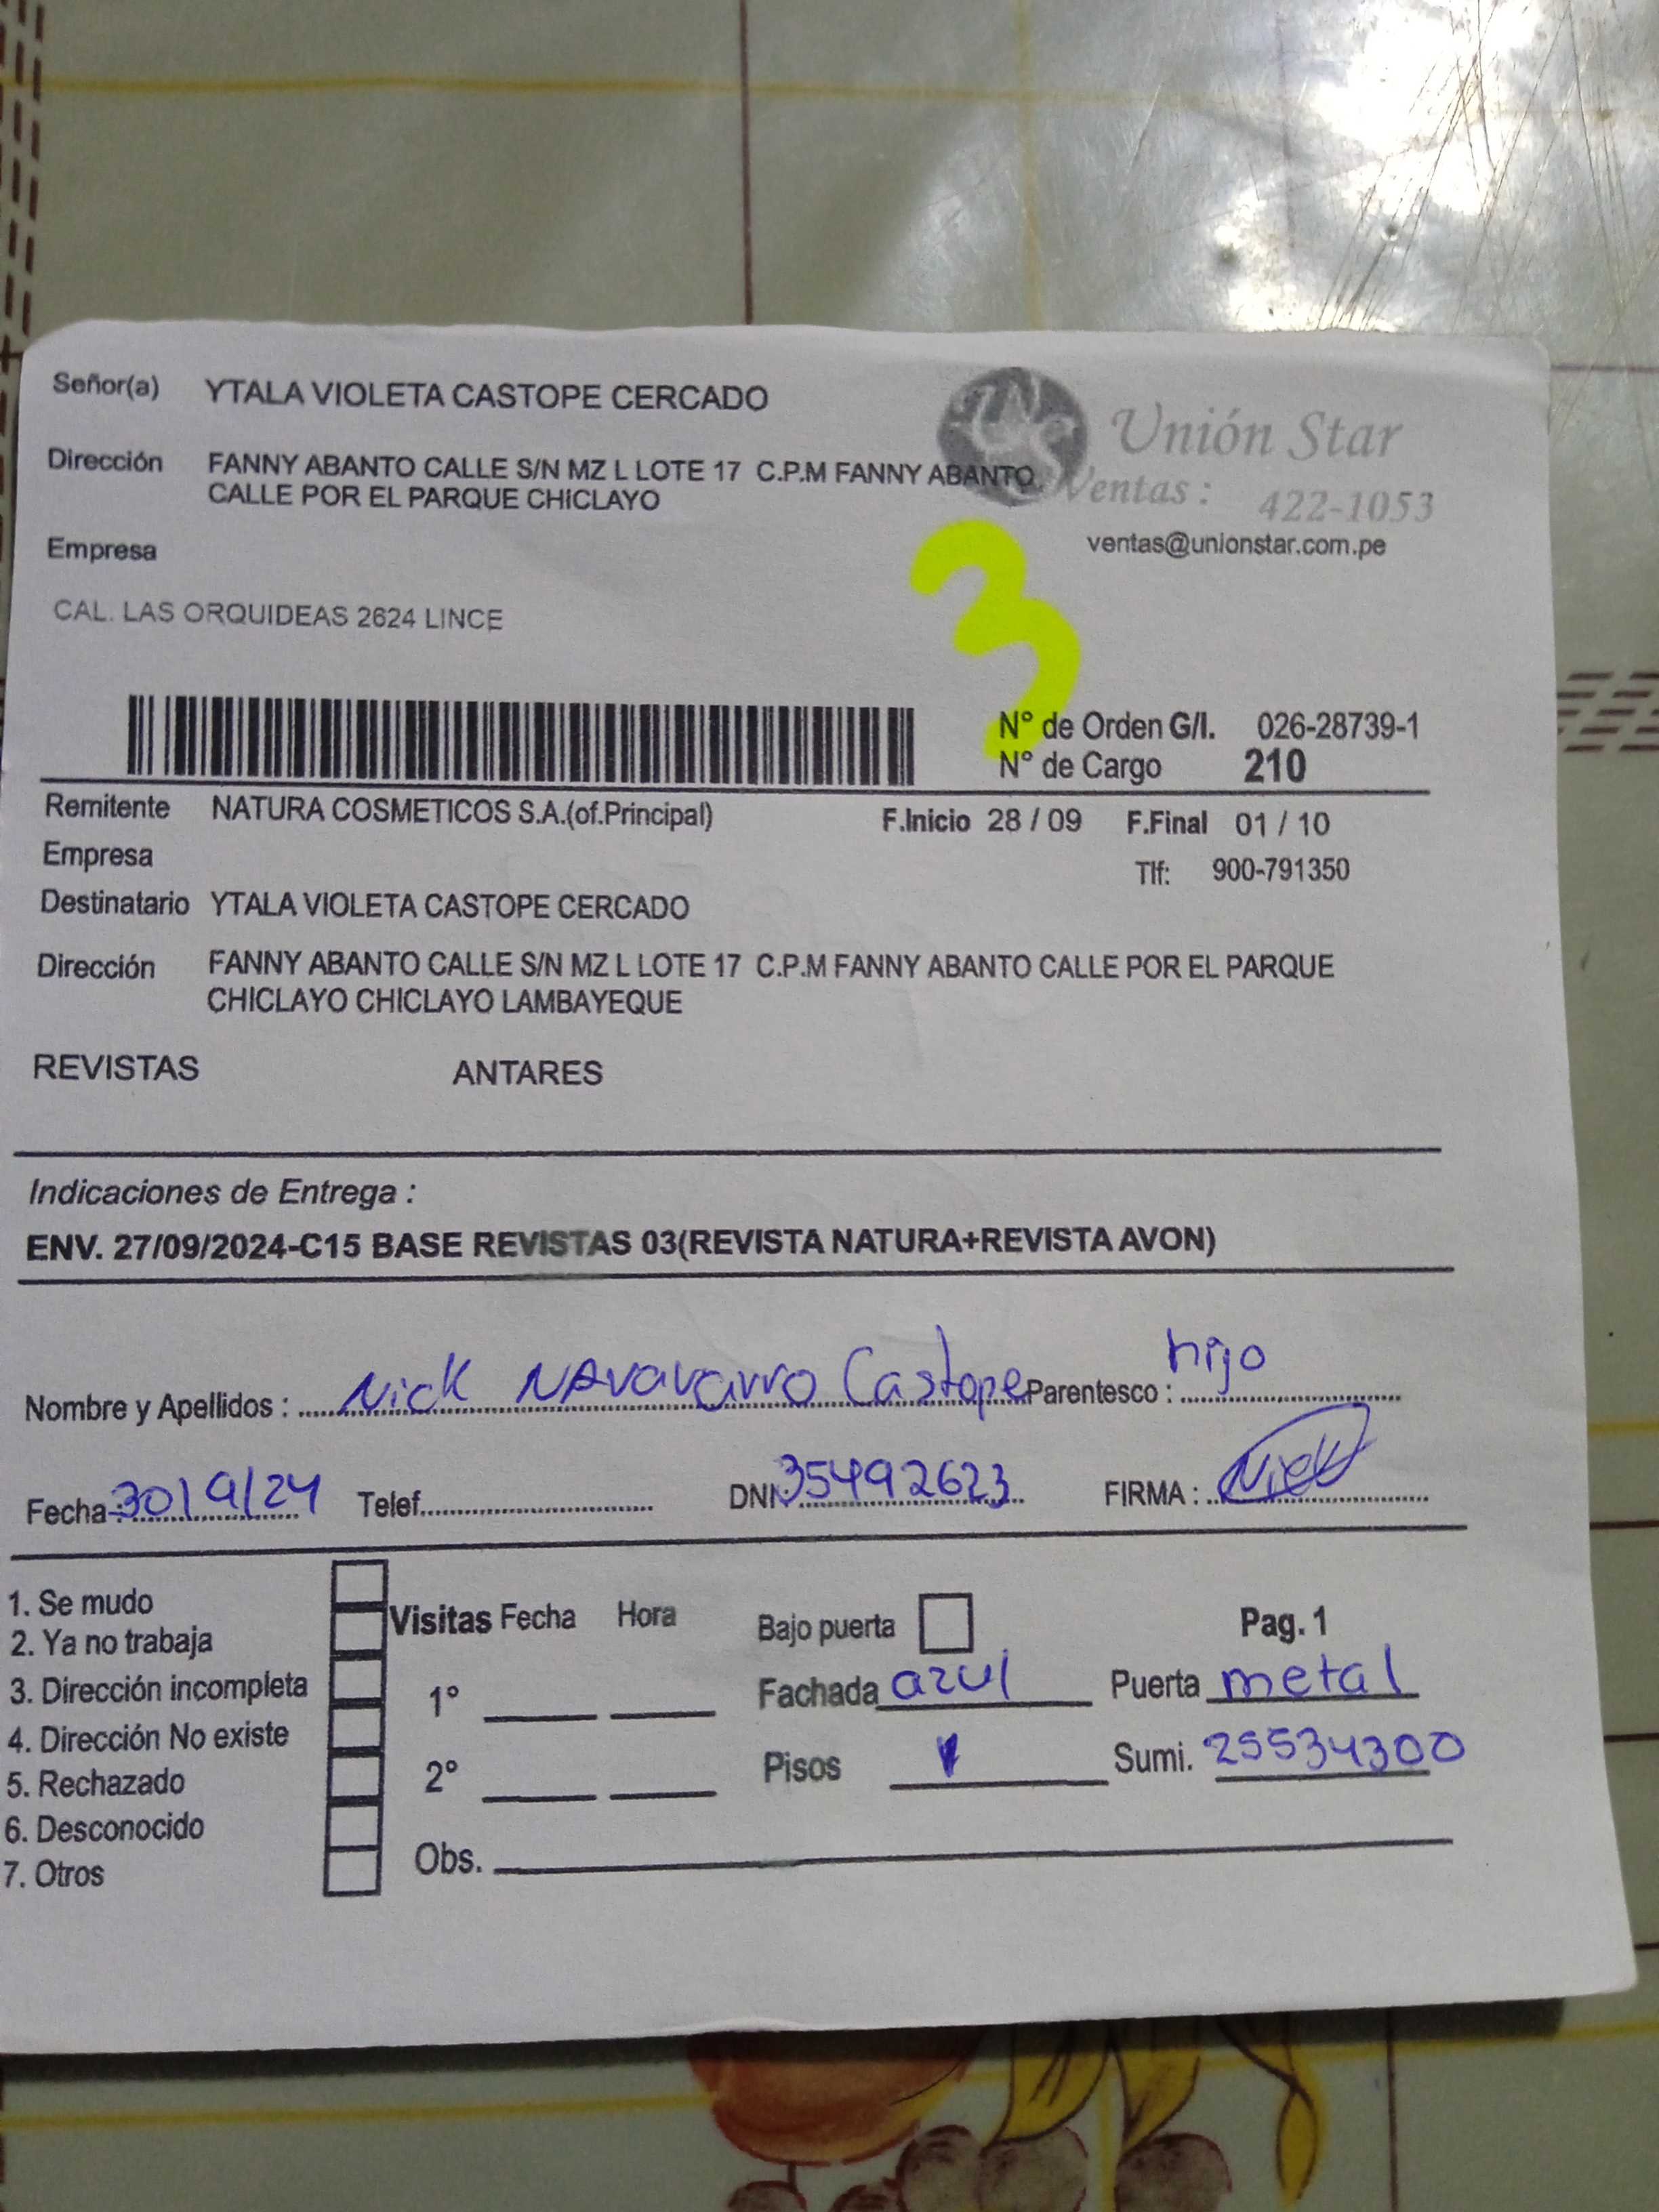 Señor(a) YTALA VIOLETA CASTOPE CERCADO
Unión Star
Dirección FANNY ABANTO CALLE S/N MZ L LOTE 17 C.P.M FANNY ABANTO
CALLE POR EL PARQUE CHICLAYO
Ventas: 422-1053
ventas@unionstar.com.pe
Empresa
CAL. LAS ORQUIDEAS 2624 LINCE
3
N° de Orden G/I. 026-28739-1
N° de Cargo 210
Remitente NATURA COSMETICOS S.A.(of.Principal) F.Inicio 28 / 09 F.Final 01 / 10
Empresa Tlf: 900-791350
Destinatario YTALA VIOLETA CASTOPE CERCADO
Dirección FANNY ABANTO CALLE S/N MZ L LOTE 17 C.P.M FANNY ABANTO CALLE POR EL PARQUE
CHICLAYO CHICLAYO LAMBAYEQUE
REVISTAS ANTARES
Indicaciones de Entrega :
ENV. 27/09/2024-C15 BASE REVISTAS 03(REVISTA NATURA+REVISTA AVON)
Nombre y Apellidos : Nick NAvavarro Castope Parentesco : hijo
Fecha: 30/9/24 Telef. DNI: 35492623 FIRMA : Nick
1. Se mudo
2. Ya no trabaja
3. Dirección incompleta
4. Dirección No existe
5. Rechazado
6. Desconocido
7. Otros
Visitas Fecha Hora
1°
2°
Obs.
Bajo puerta Pag. 1
Fachada azul Puerta metal
Pisos 1 Sumi. 25534300